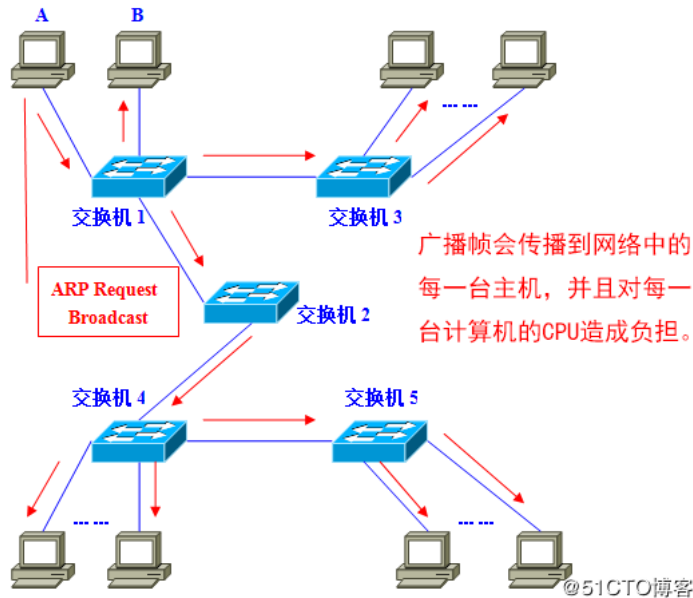 A
B
... ...
交换机 1
交换机 3
广播帧会传播到网络中的
每一台主机，并且对每一
台计算机的CPU造成负担。
ARP Request
Broadcast
交换机 2
交换机 4
交换机 5
... ...
... ...
@51CTO博客